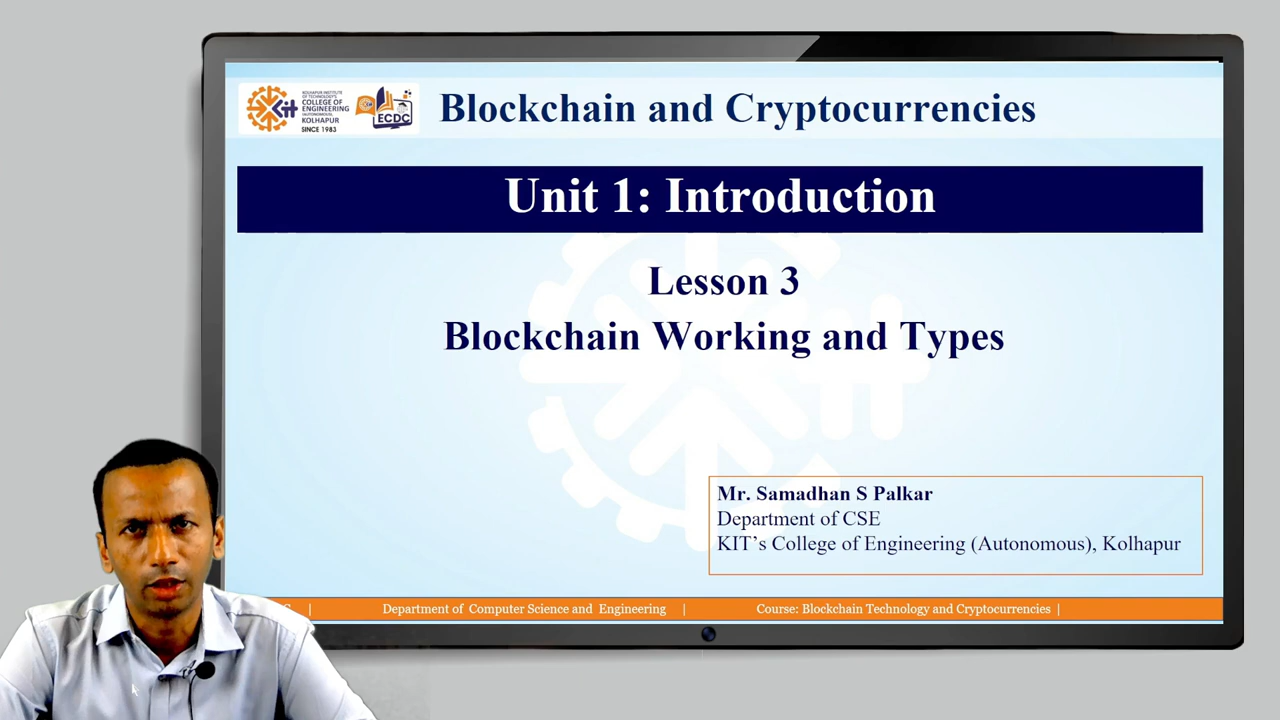 KOLHAPUR INSTITUTE
OF TECHNOLOGY'S
COLLEGE OF
ENGINEERING
(AUTONOMOUS),
KOLHAPUR
SINCE 1983
ECDC
Blockchain and Cryptocurrencies
Unit 1: Introduction
Lesson 3
Blockchain Working and Types
Mr. Samadhan S Palkar
Department of CSE
KIT's College of Engineering (Autonomous), Kolhapur
| Department of Computer Science and Engineering | Course: Blockchain Technology and Cryptocurrencies |